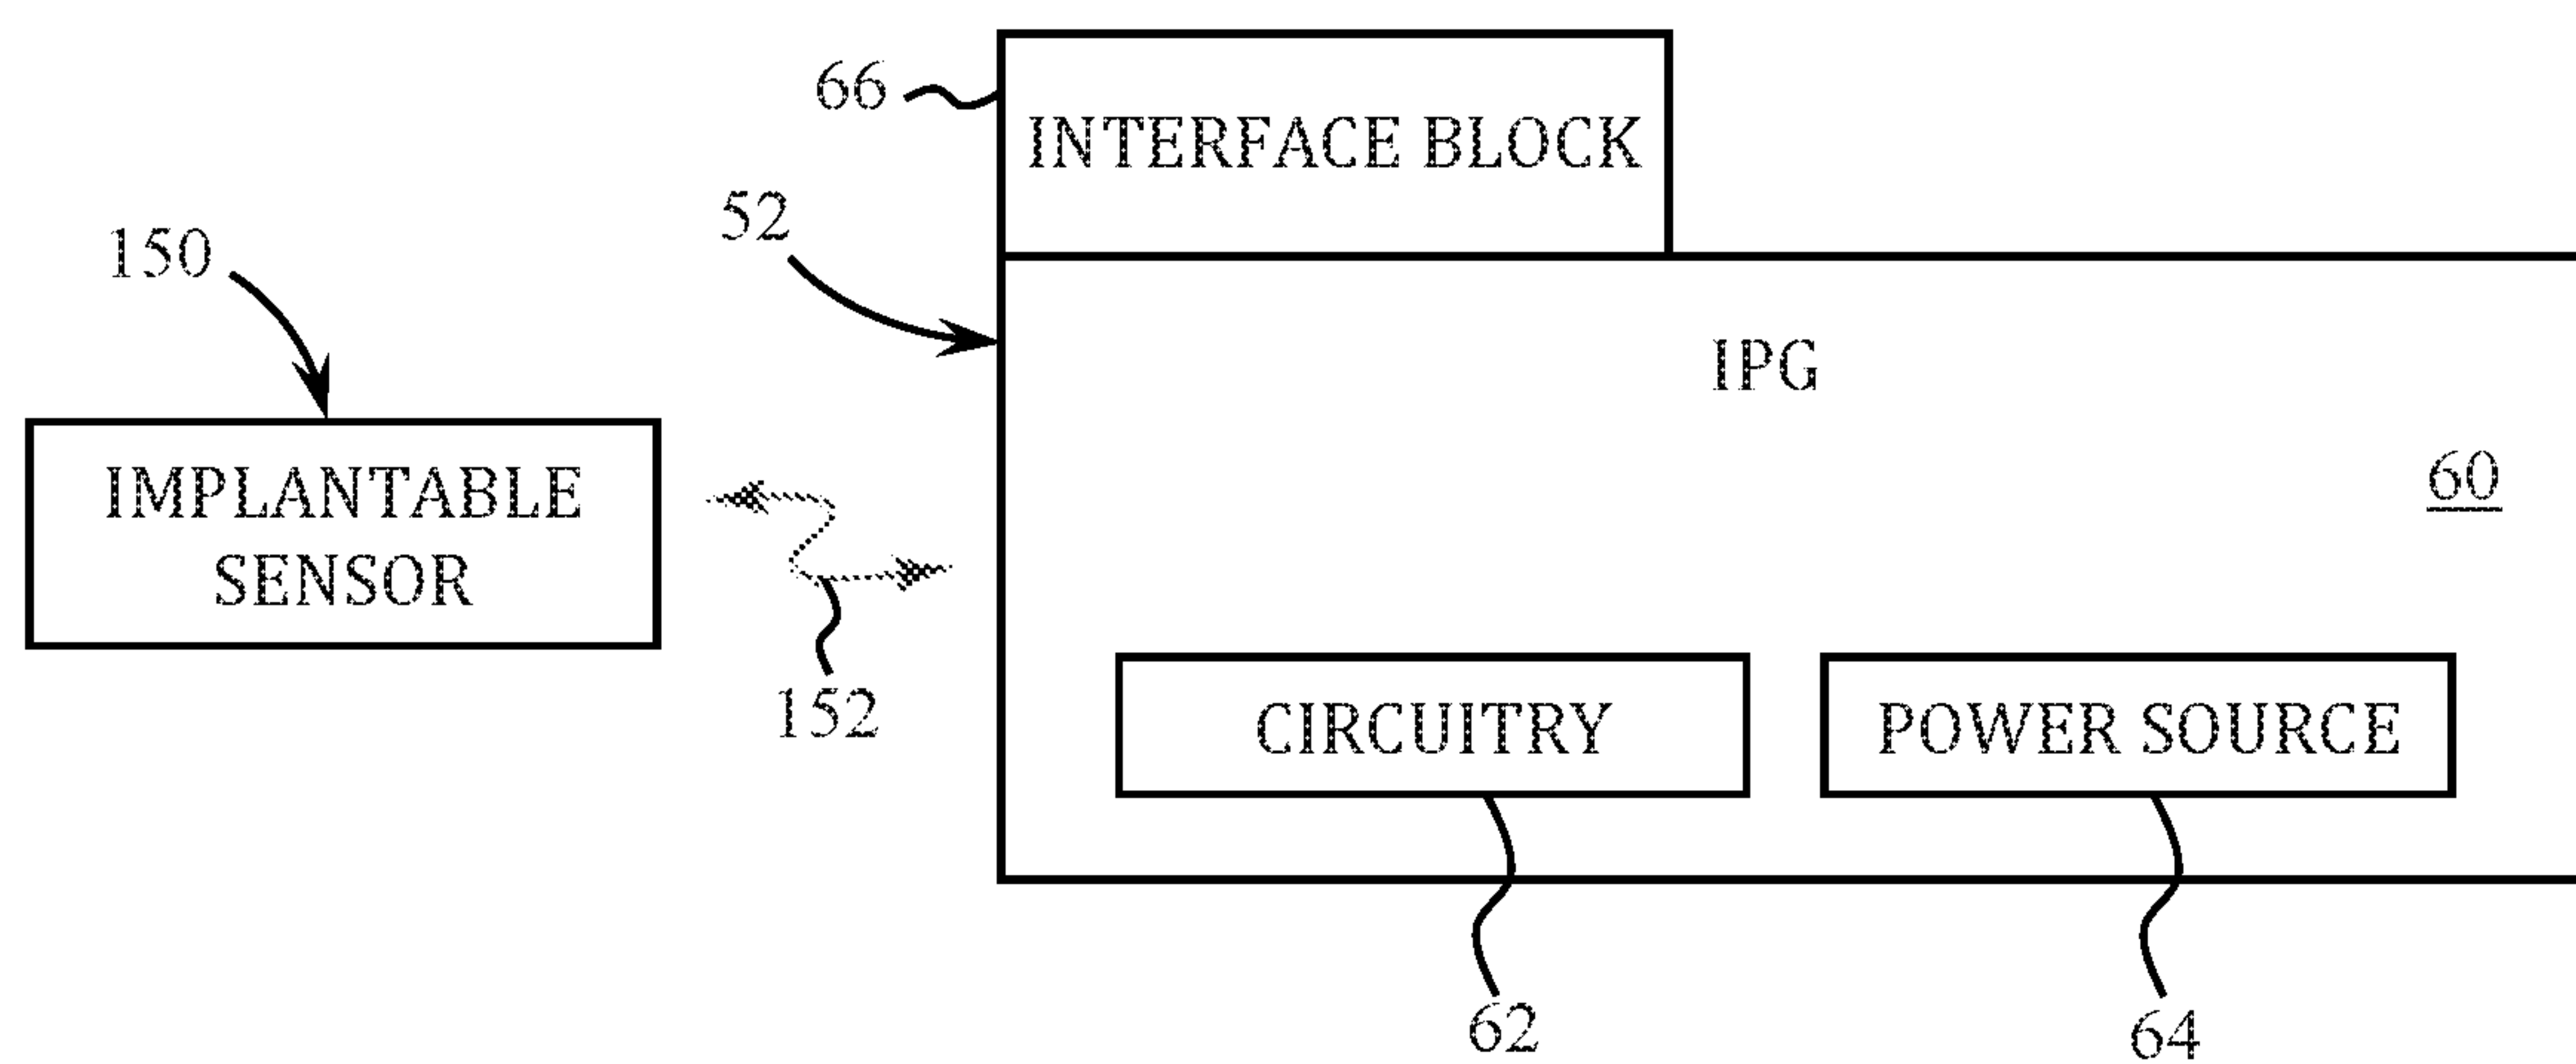 66
INTERFACE BLOCK
52
150
IPG
60
IMPLANTABLE
SENSOR
152
CIRCUITRY
POWER SOURCE
62
64